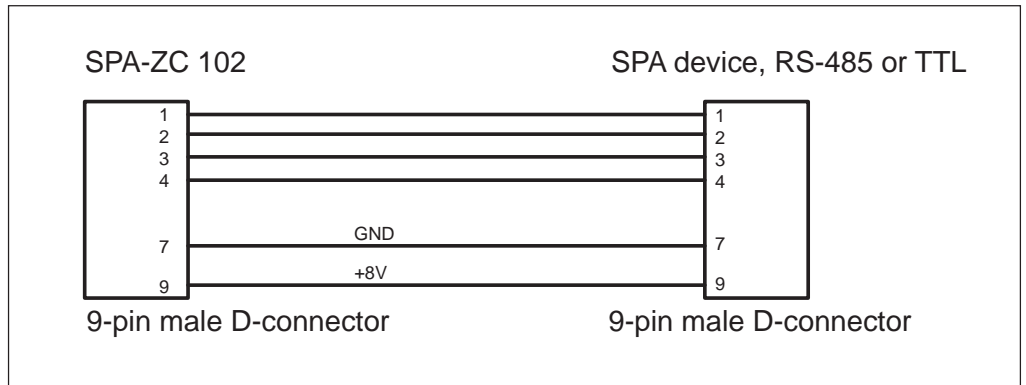 SPA-ZC 102 SPA device, RS-485 or TTL
1 1
2 2
3 3
4 4
7 GND 7
9 +8V 9
9-pin male D-connector 9-pin male D-connector